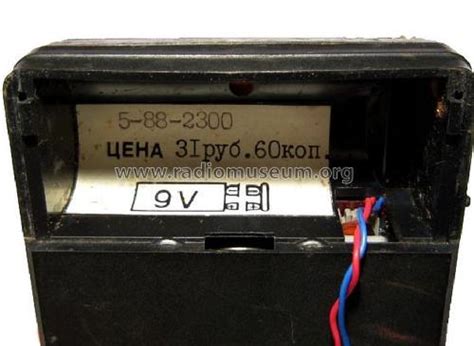 5-88-2300
ЦЕНА 31руб.60коп.
www.radiomuseum.org
9V